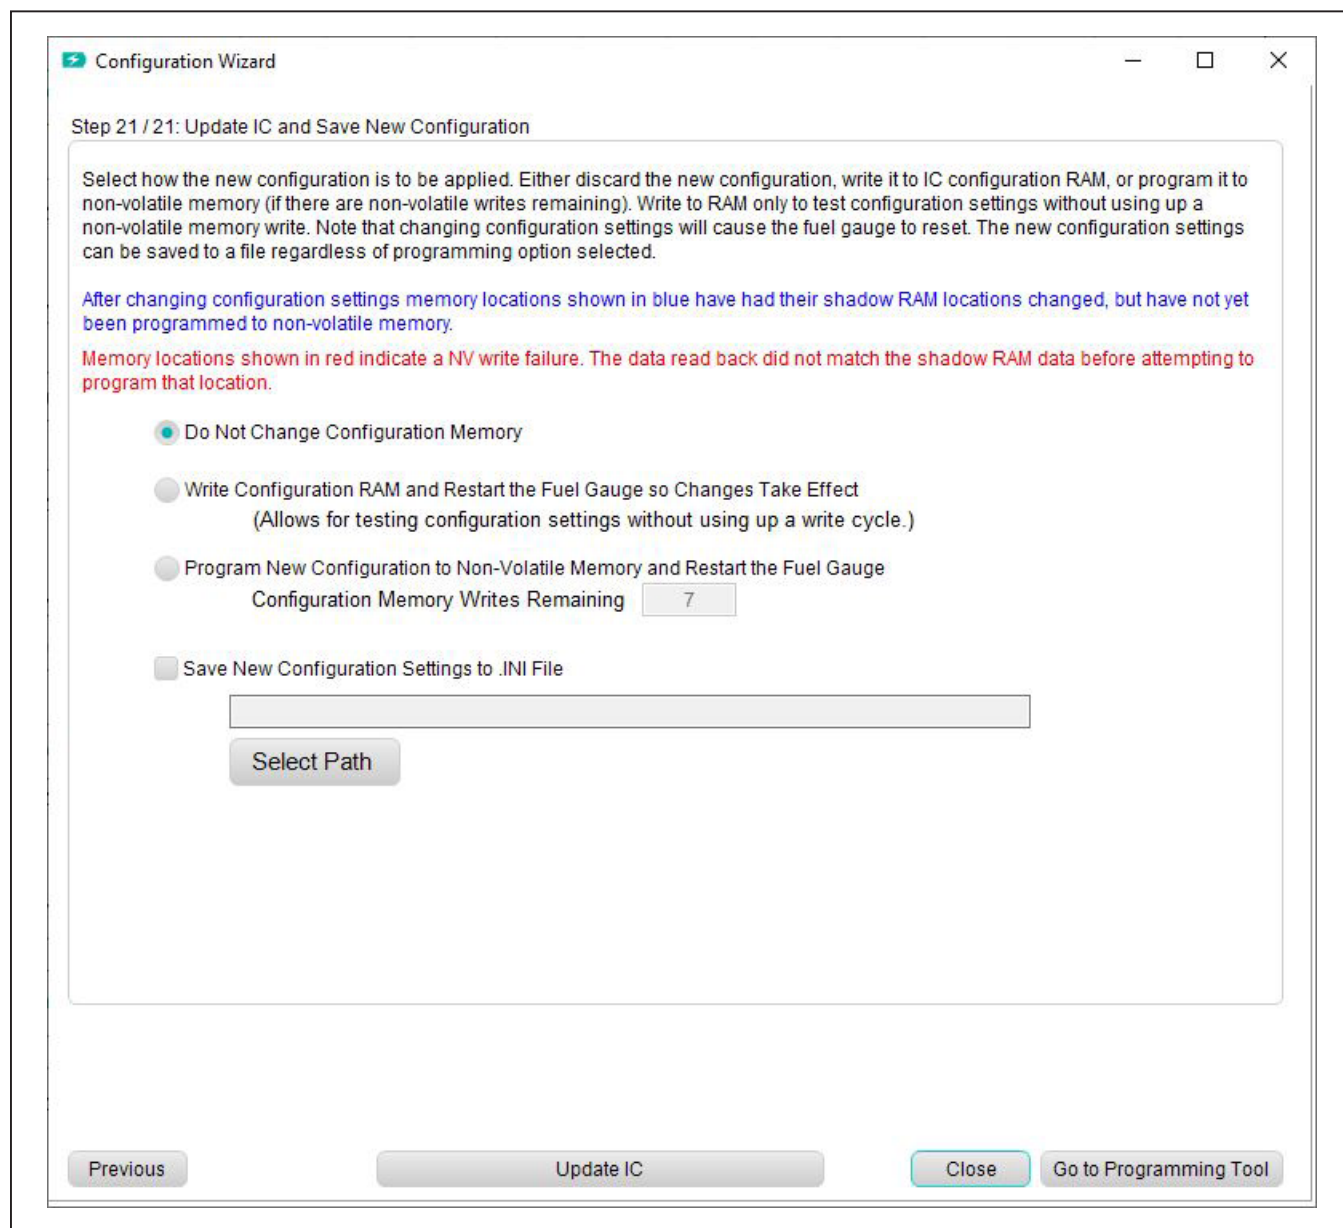 Configuration Wizard
Step 21 / 21: Update IC and Save New Configuration
Select how the new configuration is to be applied. Either discard the new configuration, write it to IC configuration RAM, or program it to
non-volatile memory (if there are non-volatile writes remaining). Write to RAM only to test configuration settings without using up a
non-volatile memory write. Note that changing configuration settings will cause the fuel gauge to reset. The new configuration settings
can be saved to a file regardless of programming option selected.
After changing configuration settings memory locations shown in blue have had their shadow RAM locations changed, but have not yet
been programmed to non-volatile memory.
Memory locations shown in red indicate a NV write failure. The data read back did not match the shadow RAM data before attempting to
program that location.
Do Not Change Configuration Memory
Write Configuration RAM and Restart the Fuel Gauge so Changes Take Effect
(Allows for testing configuration settings without using up a write cycle.)
Program New Configuration to Non-Volatile Memory and Restart the Fuel Gauge
Configuration Memory Writes Remaining 7
Save New Configuration Settings to .INI File
Select Path
Previous Update IC Close Go to Programming Tool